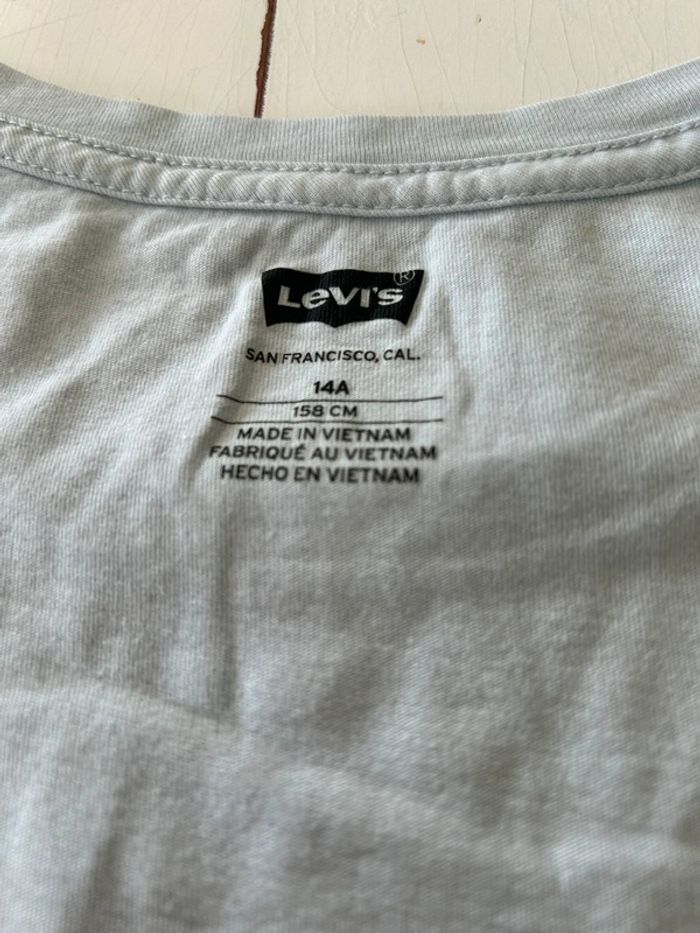 Levi's®
SAN FRANCISCO, CAL.
14A
158 CM
MADE IN VIETNAM
FABRIQUÉ AU VIETNAM
HECHO EN VIETNAM